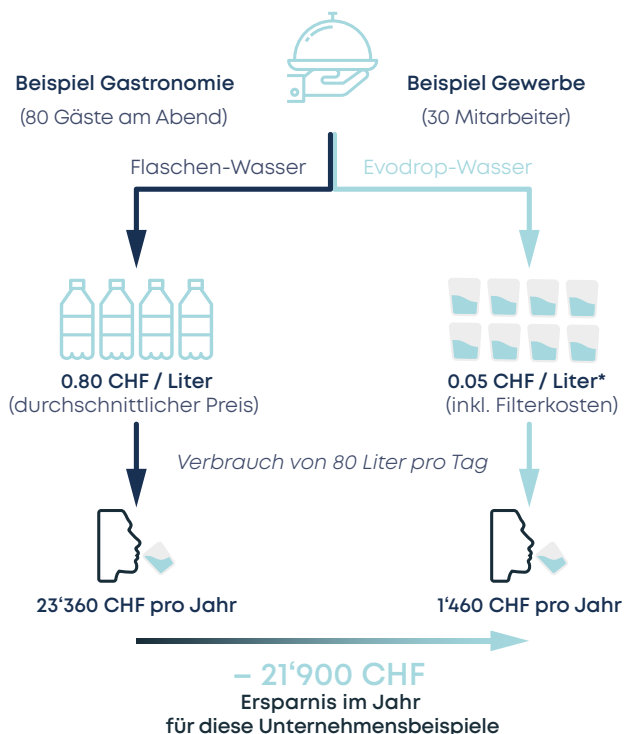 Beispiel Gastronomie
(80 Gäste am Abend)
Beispiel Gewerbe
(30 Mitarbeiter)
Flaschen-Wasser
Evodrop-Wasser
0.80 CHF / Liter
(durchschnittlicher Preis)
0.05 CHF / Liter*
(inkl. Filterkosten)
Verbrauch von 80 Liter pro Tag
23‘360 CHF pro Jahr
1‘460 CHF pro Jahr
– 21‘900 CHF
Ersparnis im Jahr
für diese Unternehmensbeispiele